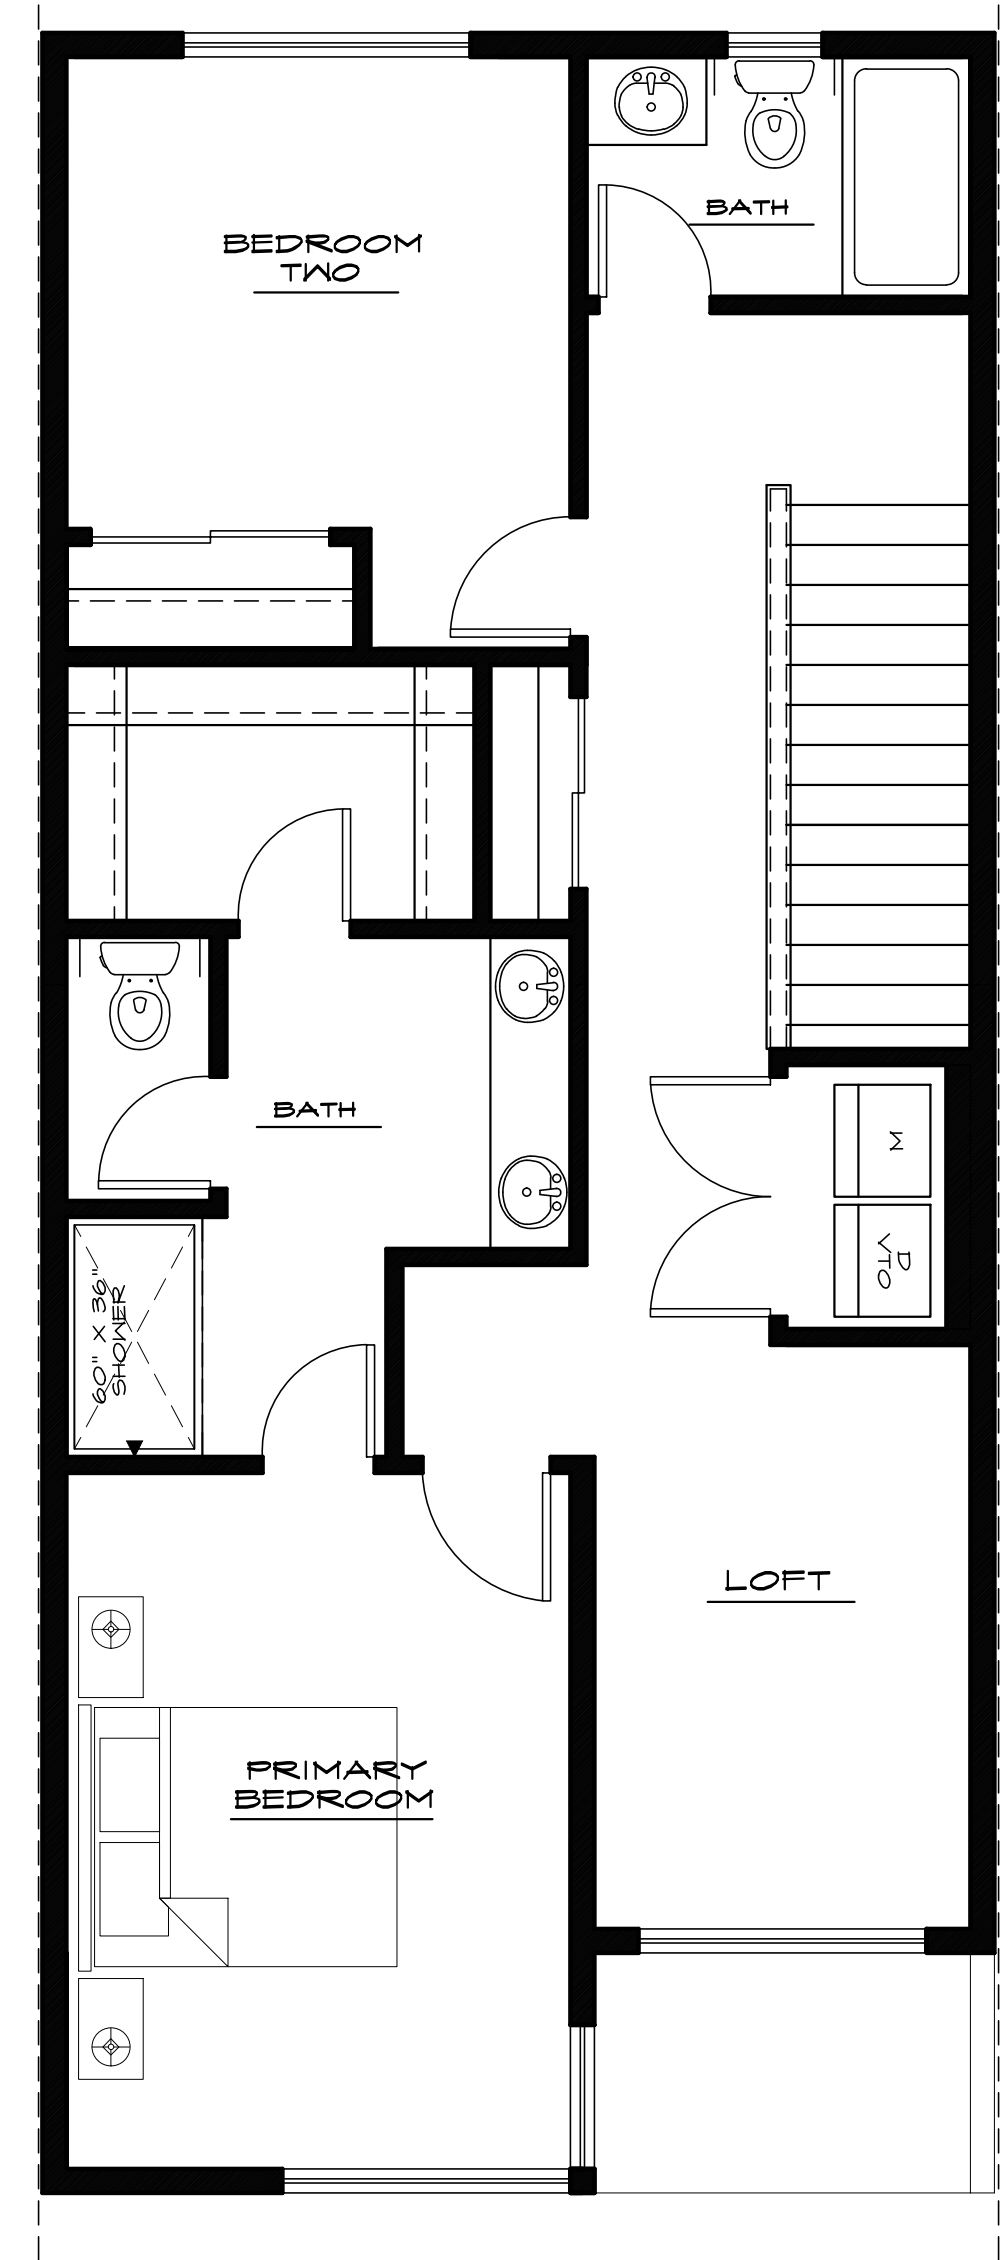 BATH
BEDROOM
TWO
BATH
W
D
VTO
60" X 36"
SHOWER
LOFT
PRIMARY
BEDROOM